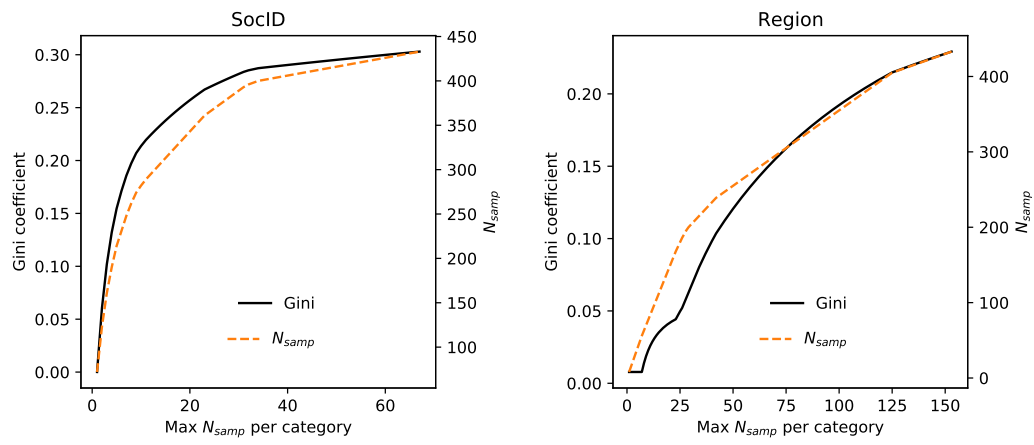 SocID
0.30
0.25
0.20
0.15
0.10
0.05
0.00
Gini coefficient
450
400
350
300
250
200
150
100
N_samp
Gini
N_samp
0 20 40 60
Max N_samp per category
Region
0.20
0.15
0.10
0.05
0.00
Gini coefficient
400
300
200
100
0
N_samp
Gini
N_samp
0 25 50 75 100 125 150
Max N_samp per category